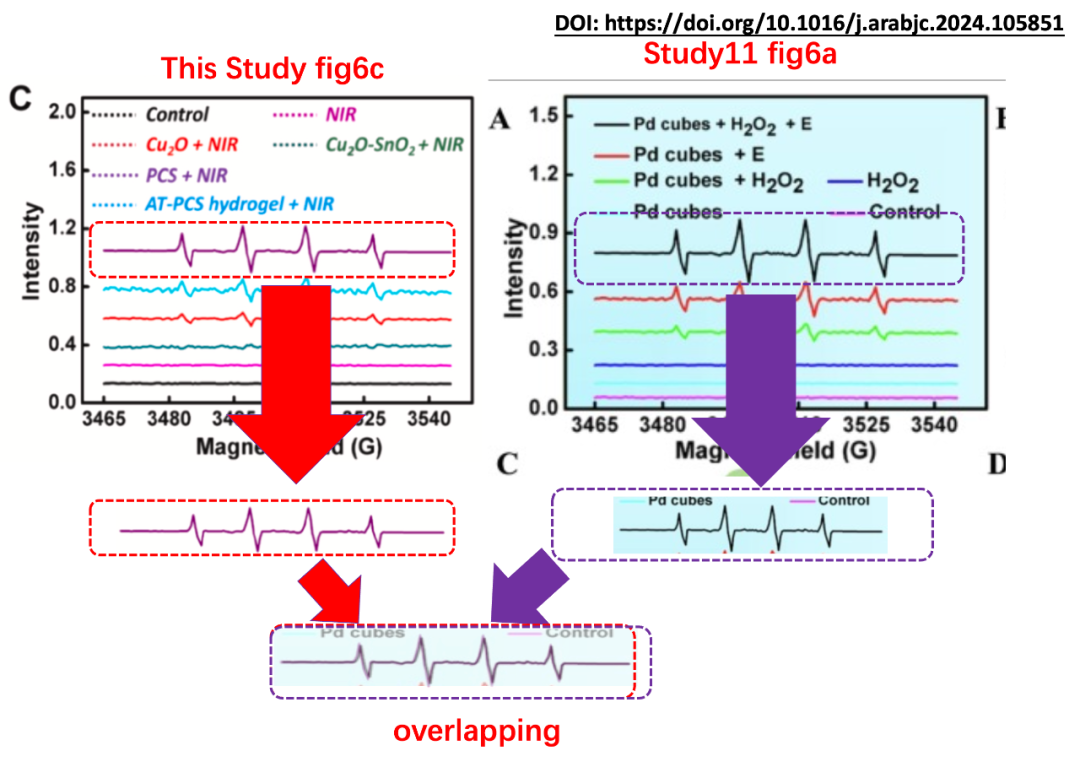 DOI: https://doi.org/10.1016/j.arabjc.2024.105851
This Study fig6c
Study11 fig6a
C
2.0
1.6
1.2
0.8
0.4
0.0
Intensity
Control
NIR
Cu₂O + NIR
Cu₂O-SnO₂ + NIR
PCS + NIR
AT-PCS hydrogel + NIR
3465
3480
3525
3540
A
1.5
1.2
0.9
0.6
0.3
0.0
Intensity
Pd cubes + H₂O₂ + E
Pd cubes + E
Pd cubes + H₂O₂
H₂O₂
Pd cubes
Control
3465
3480
3525
3540
C
D
Pd cubes
Control
Pd cubes
Control
overlapping